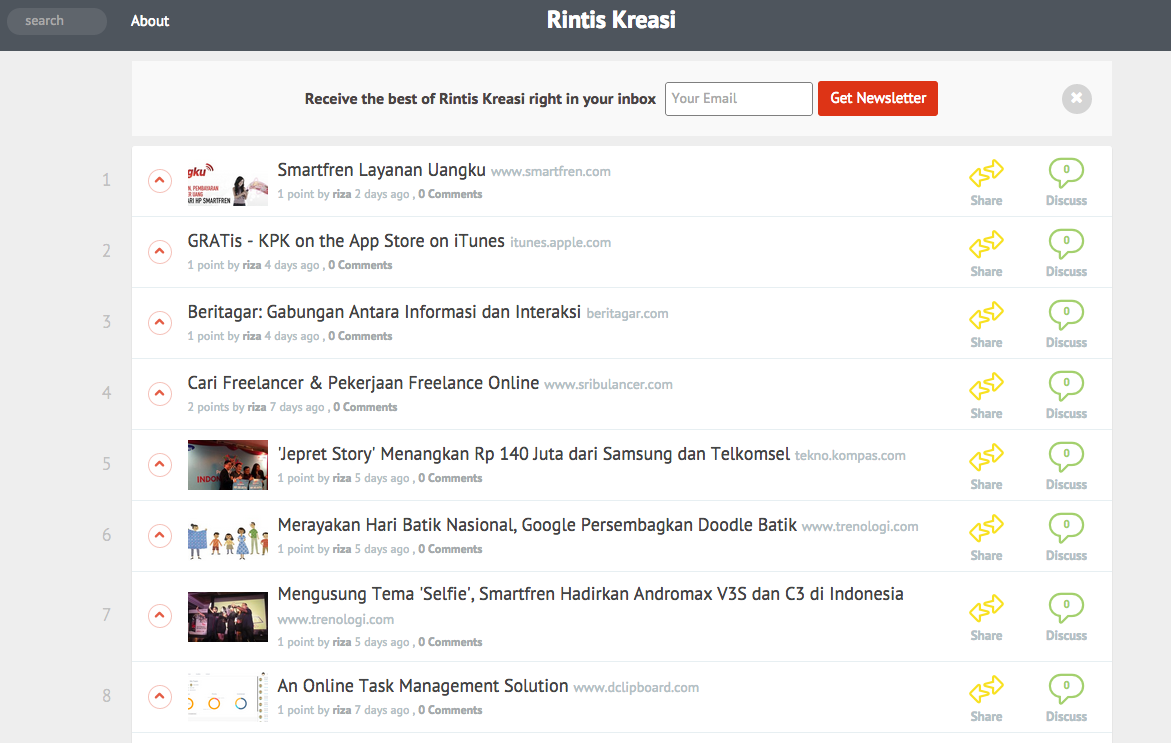 search
About
Rintis Kreasi
Receive the best of Rintis Kreasi right in your inbox
Your Email
Get Newsletter
1
gku
PEMBAYARAN
UANG
ARI HP SMARTFREN
Smartfren Layanan Uangku www.smartfren.com
1 point by riza 2 days ago , 0 Comments
Share
0
Discuss
2
GRATis - KPK on the App Store on iTunes itunes.apple.com
1 point by riza 4 days ago , 0 Comments
Share
0
Discuss
3
Beritagar: Gabungan Antara Informasi dan Interaksi beritagar.com
1 point by riza 4 days ago , 0 Comments
Share
0
Discuss
4
Cari Freelancer & Pekerjaan Freelance Online www.sribulancer.com
2 points by riza 7 days ago , 0 Comments
Share
0
Discuss
5
INDON
'Jepret Story' Menangkan Rp 140 Juta dari Samsung dan Telkomsel tekno.kompas.com
1 point by riza 5 days ago , 0 Comments
Share
0
Discuss
6
Merayakan Hari Batik Nasional, Google Persembagkan Doodle Batik www.trenologi.com
1 point by riza 5 days ago , 0 Comments
Share
0
Discuss
7
Mengusung Tema 'Selfie', Smartfren Hadirkan Andromax V3S dan C3 di Indonesia
www.trenologi.com
1 point by riza 5 days ago , 0 Comments
Share
0
Discuss
8
An Online Task Management Solution www.dclipboard.com
1 point by riza 7 days ago , 0 Comments
Share
0
Discuss